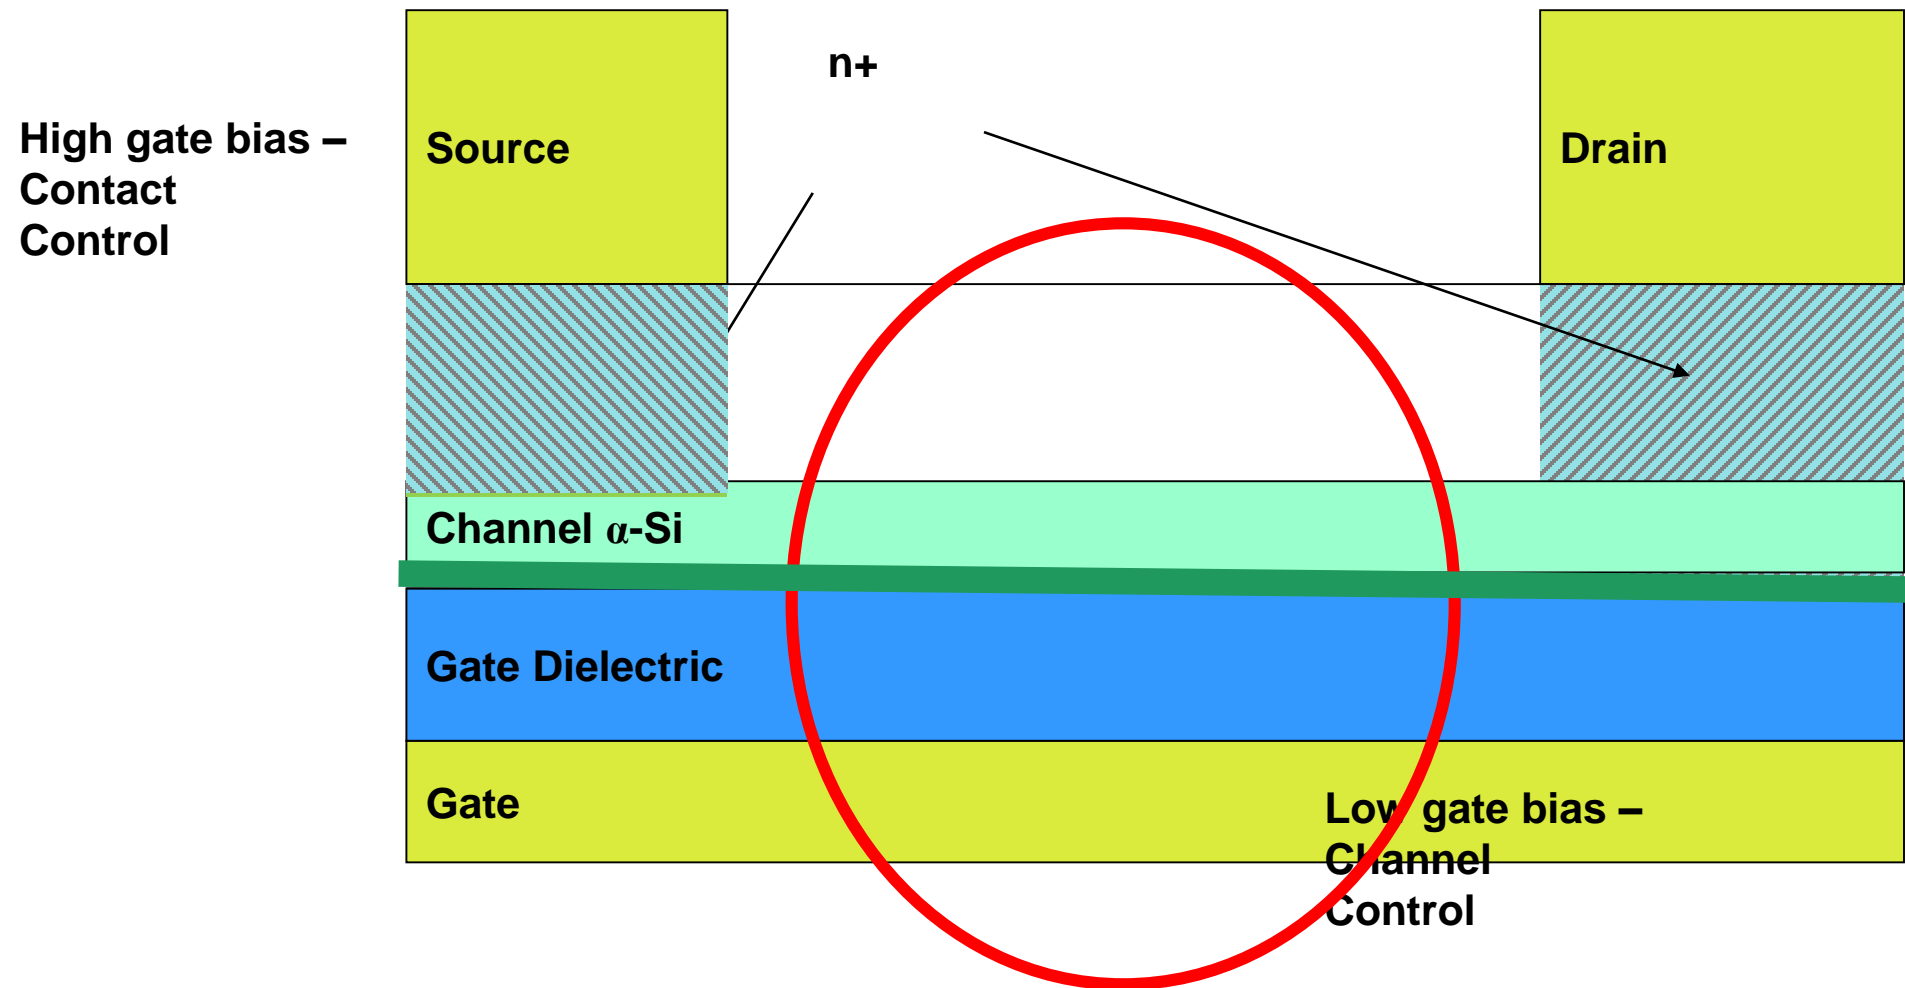 n+
High gate bias –
Contact
Control
Source
Drain
Channel α-Si
Gate Dielectric
Gate
Low gate bias –
Channel
Control